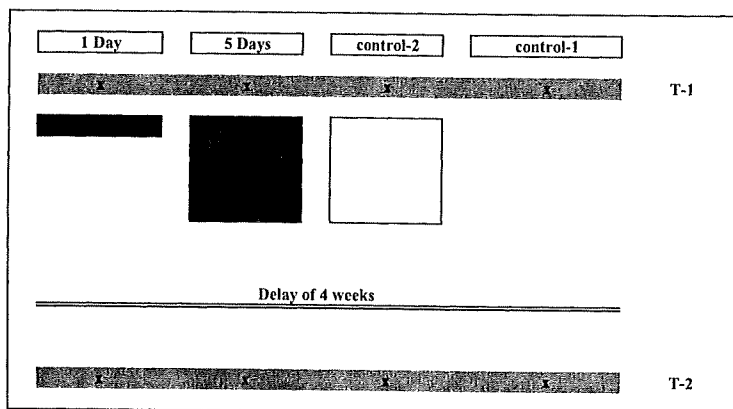 1 Day 5 Days control-2 control-1
x x x x T-1
Delay of 4 weeks
x x x x T-2